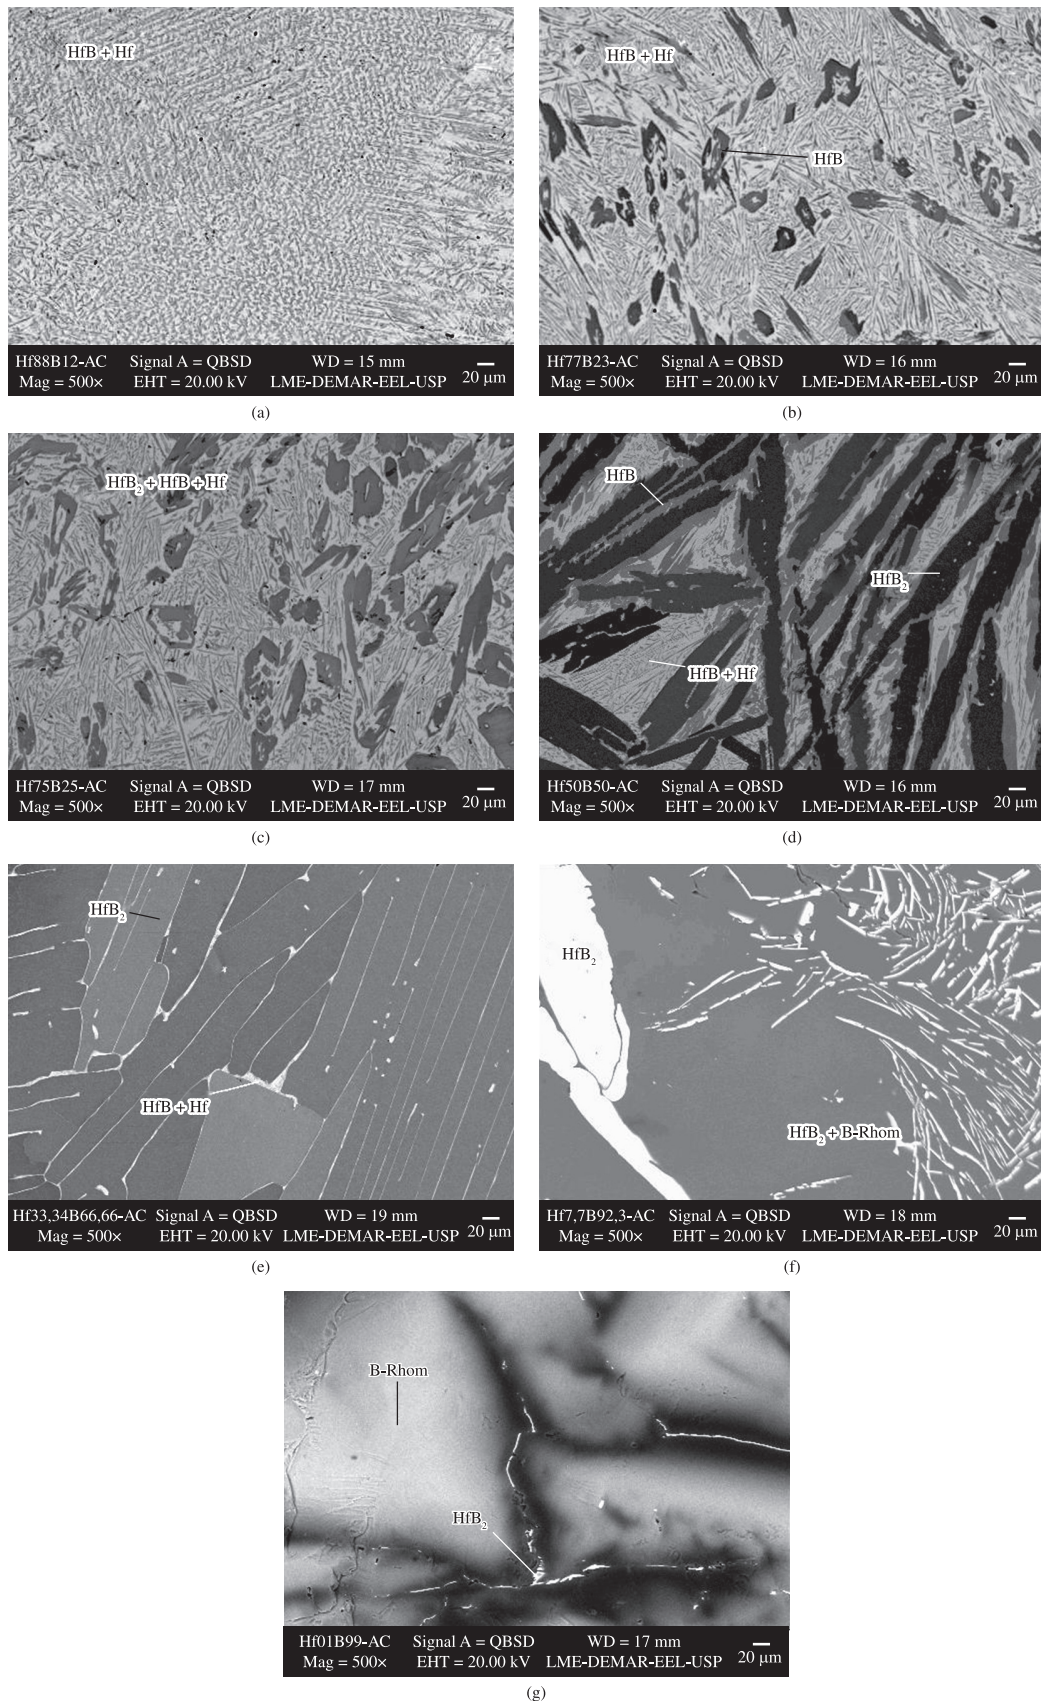 HfB + Hf
Hf88B12-AC Signal A = QBSD WD = 15 mm
Mag = 500× EHT = 20.00 kV LME-DEMAR-EEL-USP 20 µm
(a)
HfB + Hf
HfB
Hf77B23-AC Signal A = QBSD WD = 16 mm
Mag = 500× EHT = 20.00 kV LME-DEMAR-EEL-USP 20 µm
(b)
HfB₂ + HfB + Hf
Hf75B25-AC Signal A = QBSD WD = 17 mm
Mag = 500× EHT = 20.00 kV LME-DEMAR-EEL-USP 20 µm
(c)
HfB
HfB₂
HfB + Hf
Hf50B50-AC Signal A = QBSD WD = 16 mm
Mag = 500× EHT = 20.00 kV LME-DEMAR-EEL-USP 20 µm
(d)
HfB₂
HfB + Hf
Hf33,34B66,66-AC Signal A = QBSD WD = 19 mm
Mag = 500× EHT = 20.00 kV LME-DEMAR-EEL-USP 20 µm
(e)
HfB₂
HfB₂ + B-Rhom
Hf7,7B92,3-AC Signal A = QBSD WD = 18 mm
Mag = 500× EHT = 20.00 kV LME-DEMAR-EEL-USP 20 µm
(f)
B-Rhom
HfB₂
Hf01B99-AC Signal A = QBSD WD = 17 mm
Mag = 500× EHT = 20.00 kV LME-DEMAR-EEL-USP 20 µm
(g)